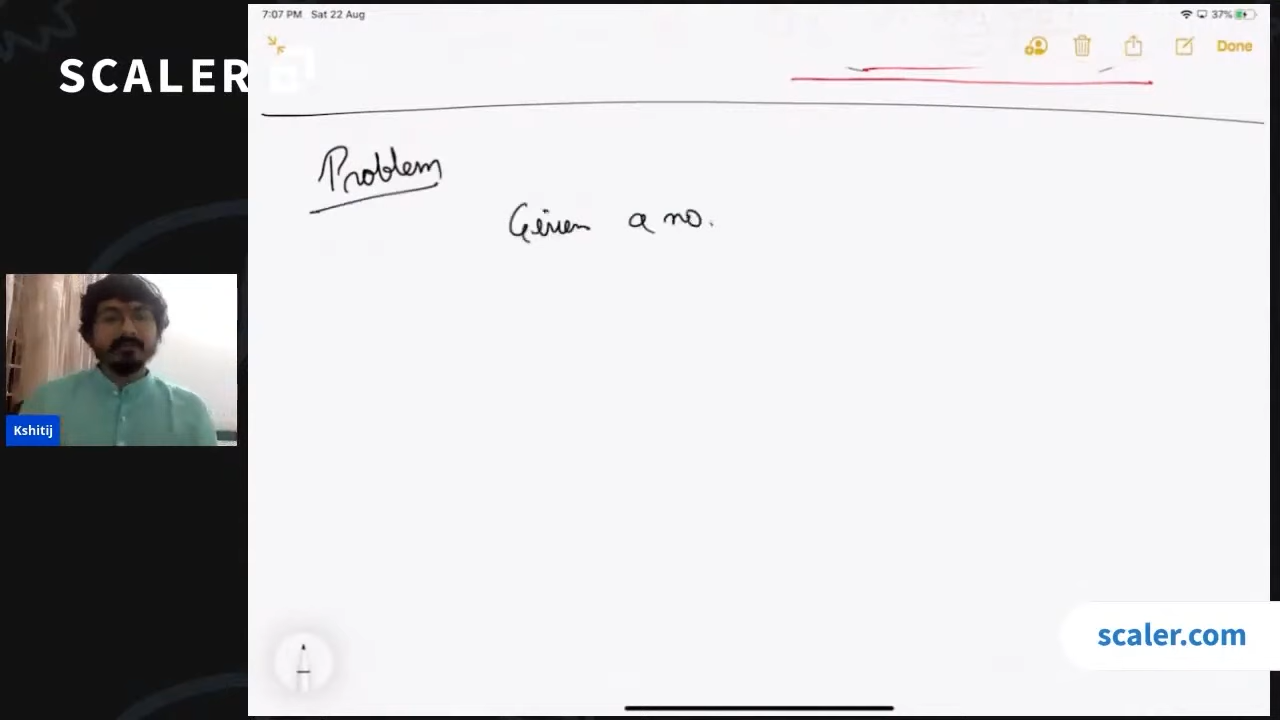 7:07 PM Sat 22 Aug
37%
SCALER
Done
Problem
Given a no.
Kshitij
scaler.com